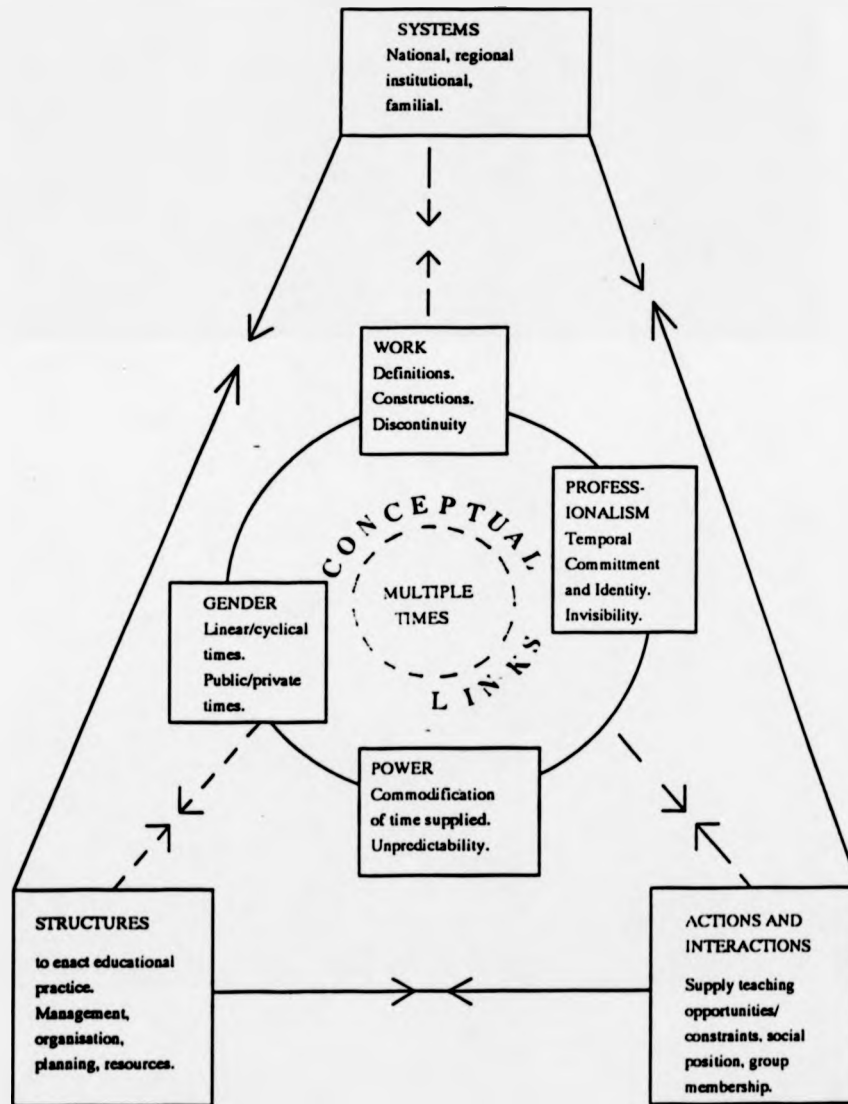 SYSTEMS
National, regional
institutional,
familial.
WORK
Definitions.
Constructions.
Discontinuity
PROFESS-
IONALISM
Temporal
Committment
and Identity.
Invisibility.
CONCEPTUAL
LINKS
MULTIPLE
TIMES
GENDER
Linear/cyclical
times.
Public/private
times.
POWER
Commodification
of time supplied.
Unpredictability.
STRUCTURES
to enact educational
practice.
Management,
organisation,
planning, resources.
ACTIONS AND
INTERACTIONS
Supply teaching
opportunities/
constraints, social
position, group
membership.